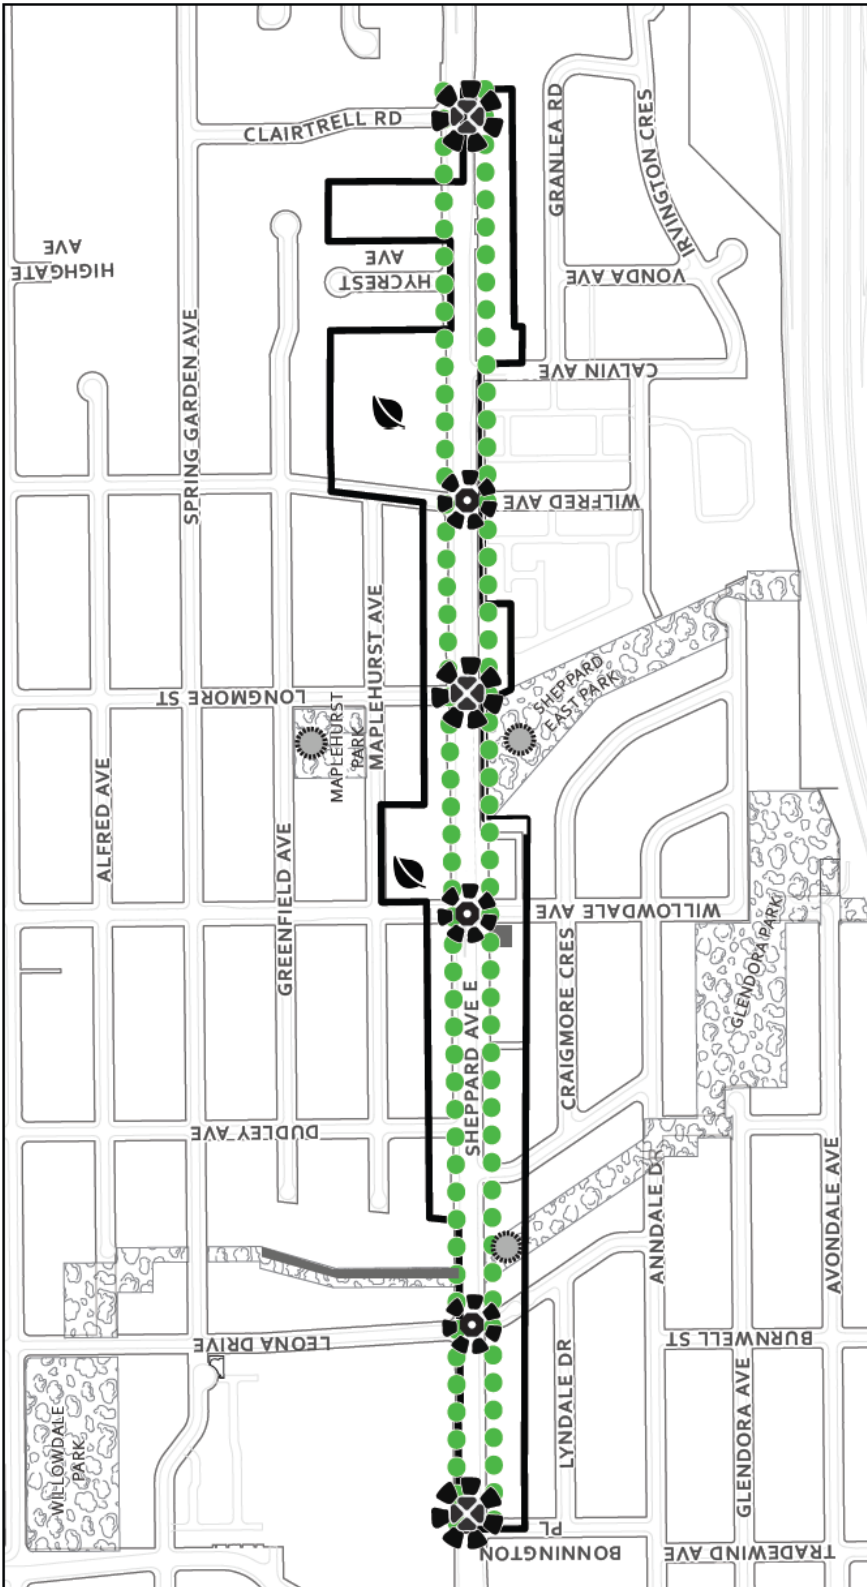 CLAIRTRELL RD
GRANLEA RD
IRVINGTON CRES
HIGHGATE
AVE
HYCREST
AVE
VONDA AVE
SPRING GARDEN AVE
CALVIN AVE
WILFRED AVE
MAPLEHURST AVE
LONGMORE ST
MAPLEHURST
PARK
SHEPPARD
EAST PARK
ALFRED AVE
GREENFIELD AVE
WILLOWDALE AVE
GLENDORA PARK
CRAIGMORE CRES
SHEPPARD AVE E
DUDLEY AVE
ANNDALE DR
AVONDALE AVE
LEONA DRIVE
BURNWELL ST
LYNDALE DR
GLENDORA AVE
WILLOWDALE
PARK
BONNINGTON
PL
TRADEWIND AVE